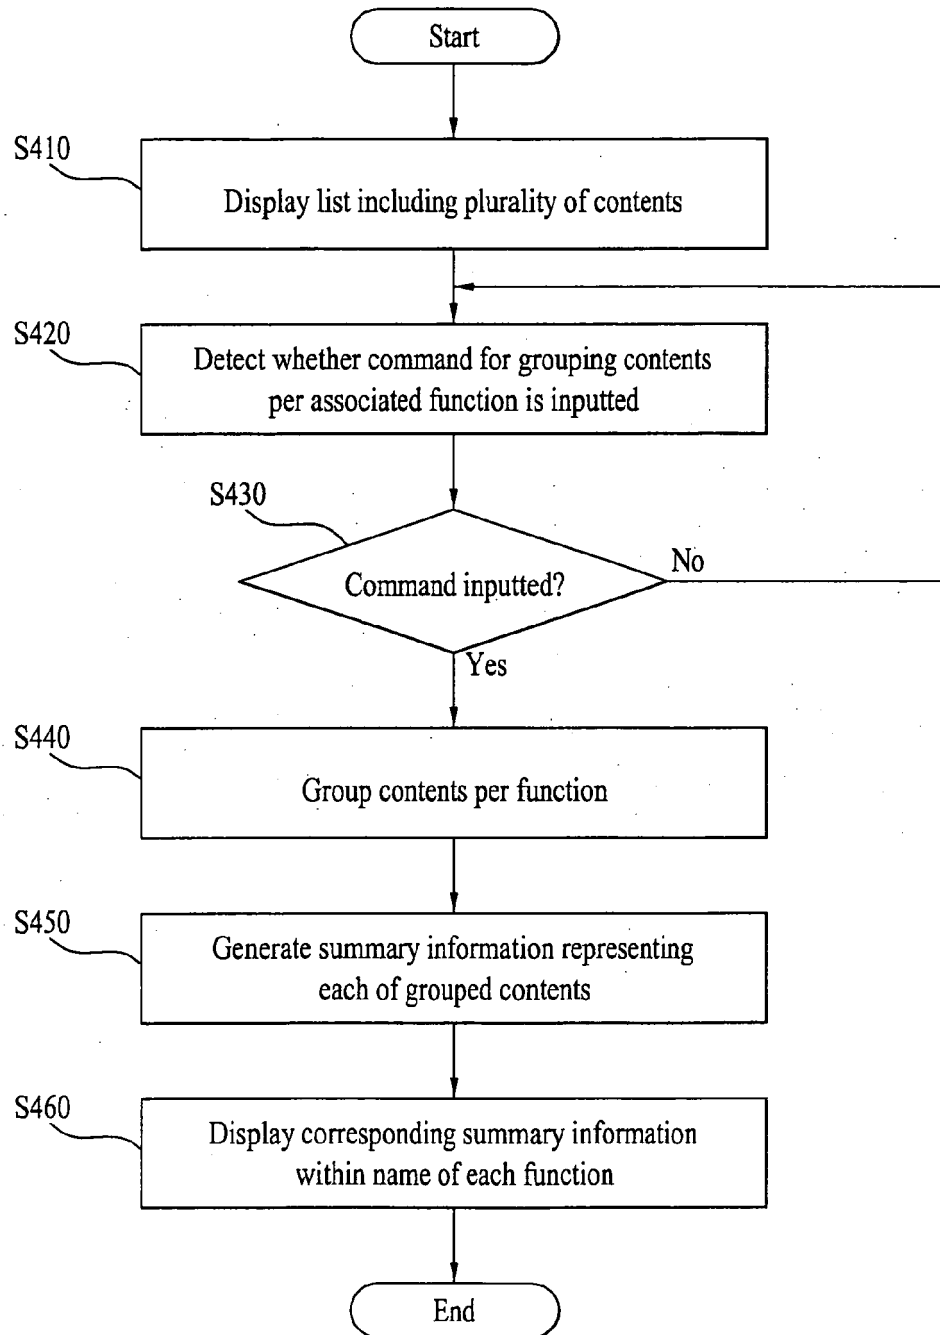 Start
S410
Display list including plurality of contents
S420
Detect whether command for grouping contents
per associated function is inputted
S430
Command inputted?
No
Yes
S440
Group contents per function
S450
Generate summary information representing
each of grouped contents
S460
Display corresponding summary information
within name of each function
End